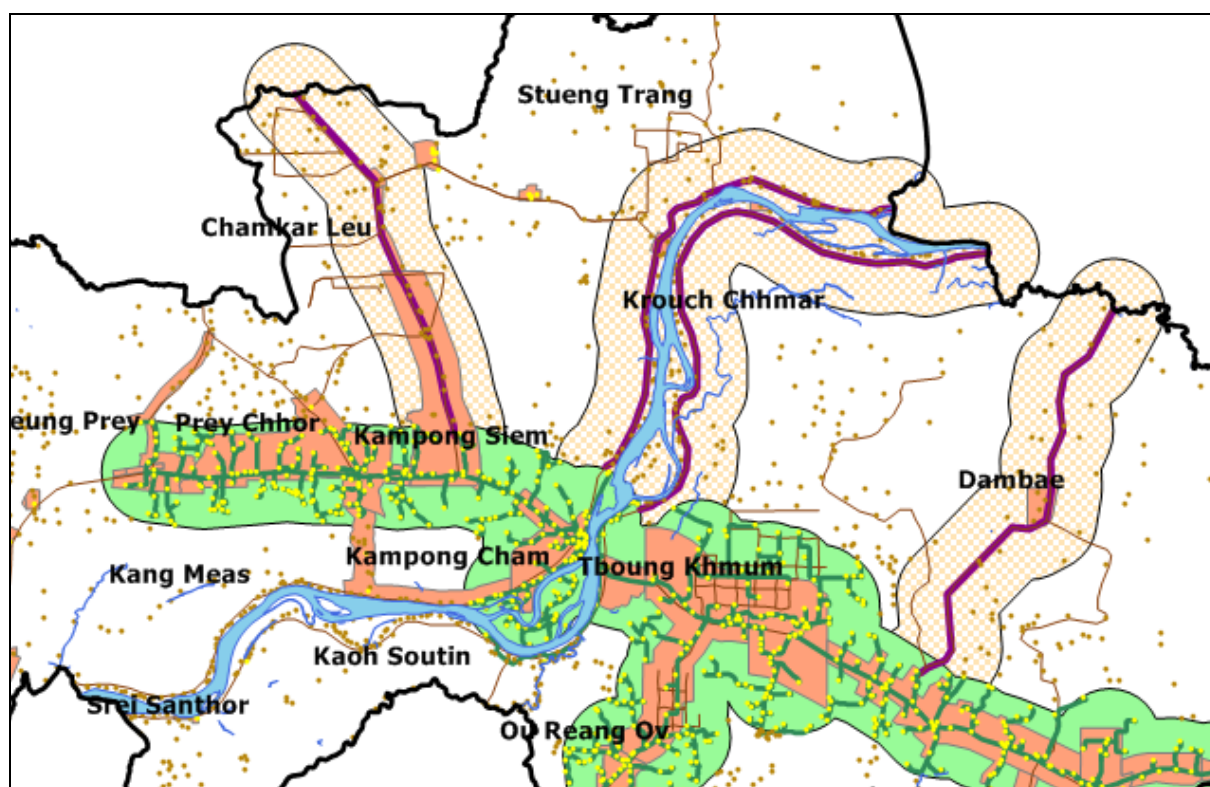 Stueng Trang
Chamkar Leu
Krouch Chhmar
eung Prey
Prey Chhor
Kampong Siem
Dambae
Kampong Cham
Tboung Khmum
Kang Meas
Kaoh Soutin
Srei Santhor
Ou Reang Ov